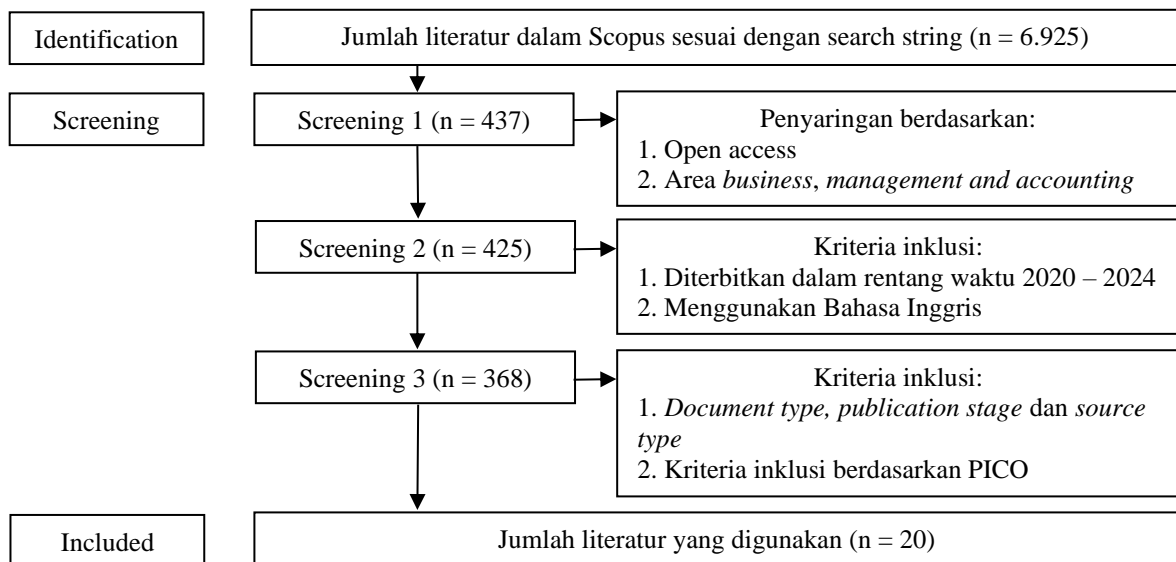 Identification
Jumlah literatur dalam Scopus sesuai dengan search string (n = 6.925)
Screening
Screening 1 (n = 437)
Penyaringan berdasarkan:
1. Open access
2. Area business, management and accounting
Screening 2 (n = 425)
Kriteria inklusi:
1. Diterbitkan dalam rentang waktu 2020 – 2024
2. Menggunakan Bahasa Inggris
Screening 3 (n = 368)
Kriteria inklusi:
1. Document type, publication stage dan source
type
2. Kriteria inklusi berdasarkan PICO
Included
Jumlah literatur yang digunakan (n = 20)